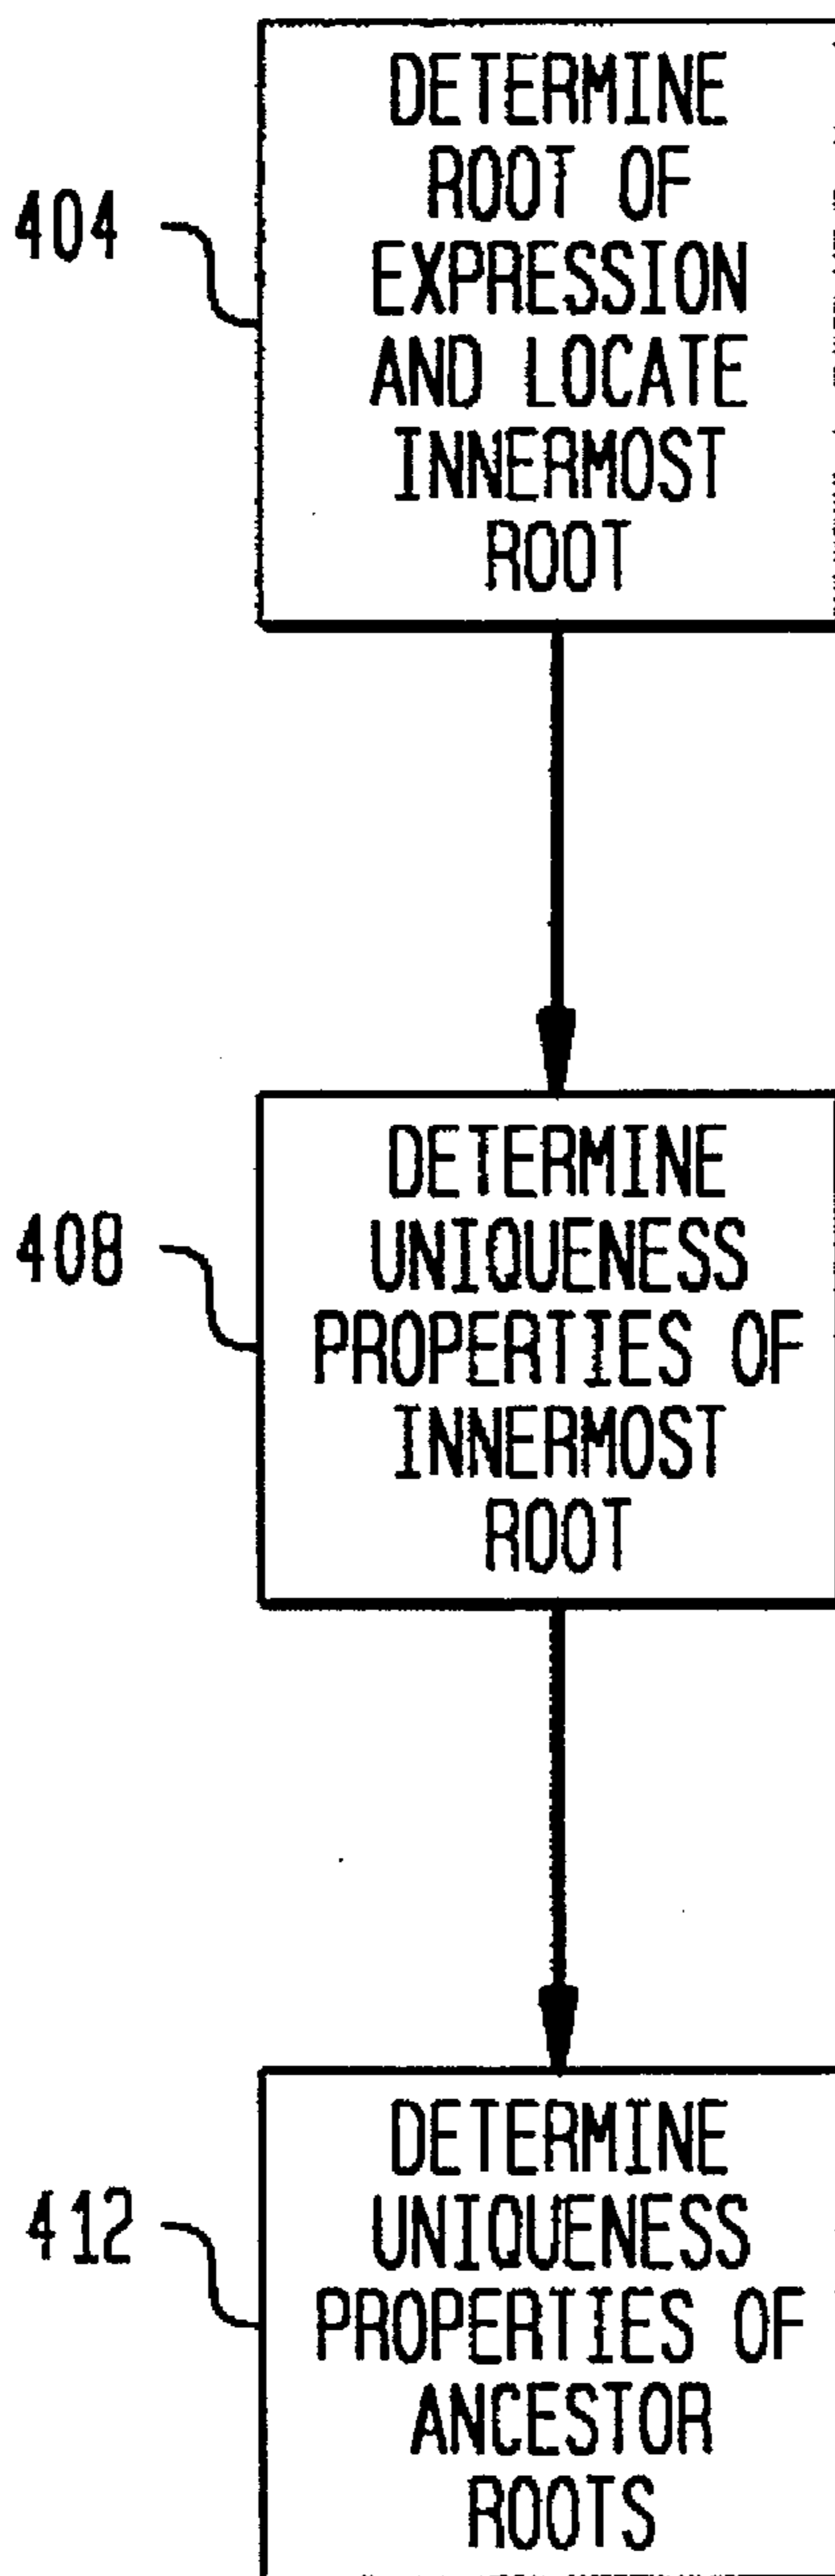 DETERMINE
ROOT OF
EXPRESSION
AND LOCATE
INNERMOST
ROOT
404
DETERMINE
UNIQUENESS
PROPERTIES OF
INNERMOST
ROOT
408
DETERMINE
UNIQUENESS
PROPERTIES OF
ANCESTOR
ROOTS
412